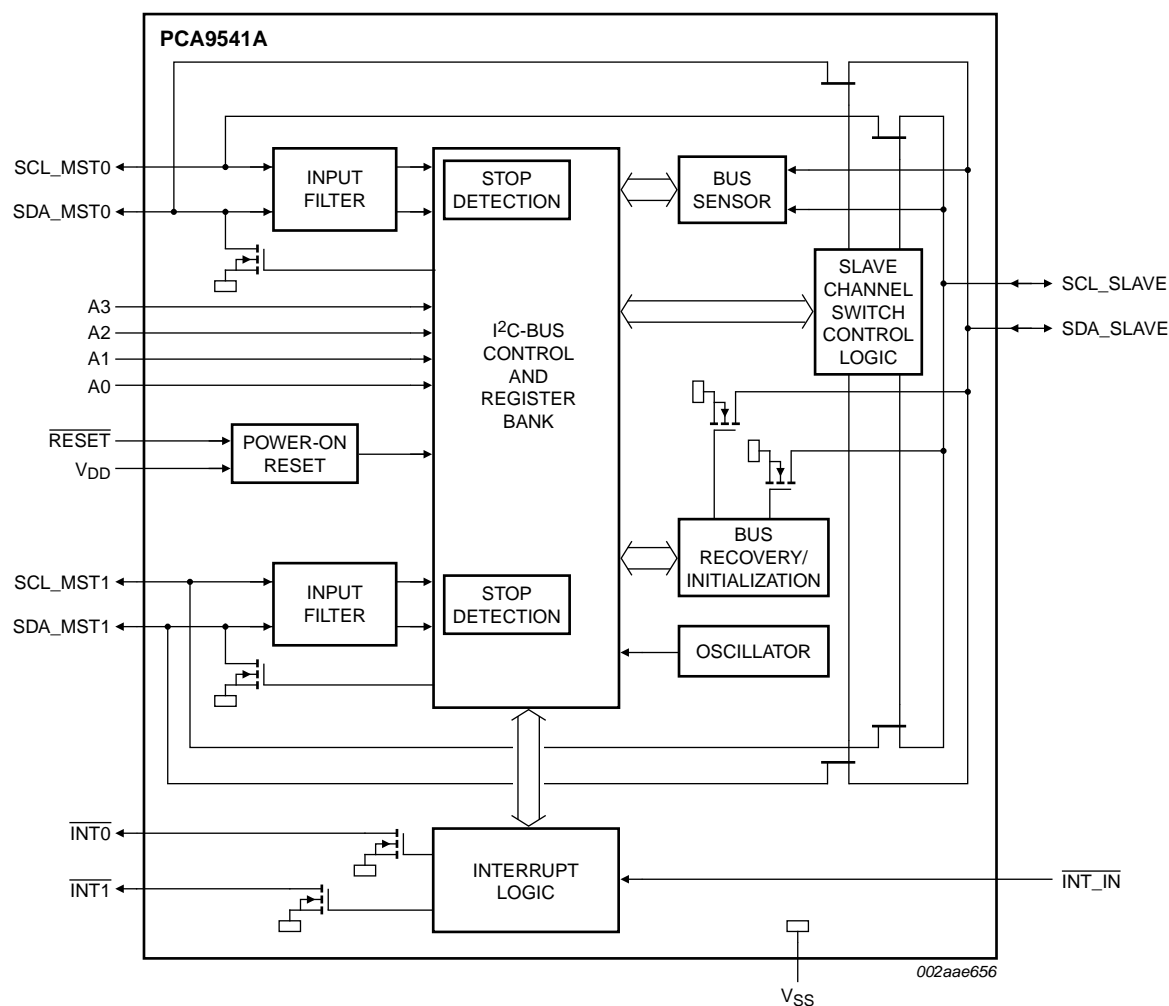 PCA9541A
SCL_MST0
SDA_MST0
INPUT
FILTER
STOP
DETECTION
BUS
SENSOR
SLAVE
CHANNEL
SWITCH
CONTROL
LOGIC
SCL_SLAVE
SDA_SLAVE
A3
A2
A1
A0
I²C-BUS
CONTROL
AND
REGISTER
BANK
RESET
VDD
POWER-ON
RESET
SCL_MST1
SDA_MST1
INPUT
FILTER
STOP
DETECTION
BUS
RECOVERY/
INITIALIZATION
OSCILLATOR
INT0
INT1
INTERRUPT
LOGIC
INT_IN
VSS
002aae656